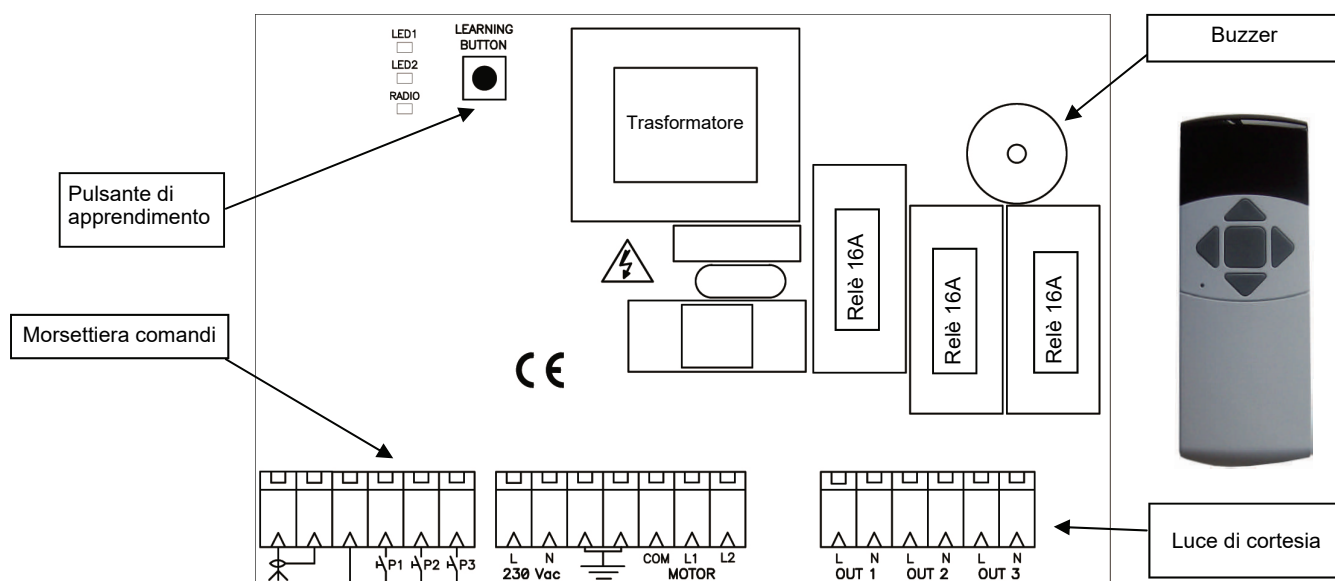 LED1
LED2
RADIO
LEARNING
BUTTON
Trasformatore
Buzzer
Pulsante di
apprendimento
Relè 16A
Relè 16A
Relè 16A
Morsettiera comandi
CE
P1 P2 P3
L N COM L1 L2
230 Vac MOTOR
L N L N L N
OUT 1 OUT 2 OUT 3
Luce di cortesia